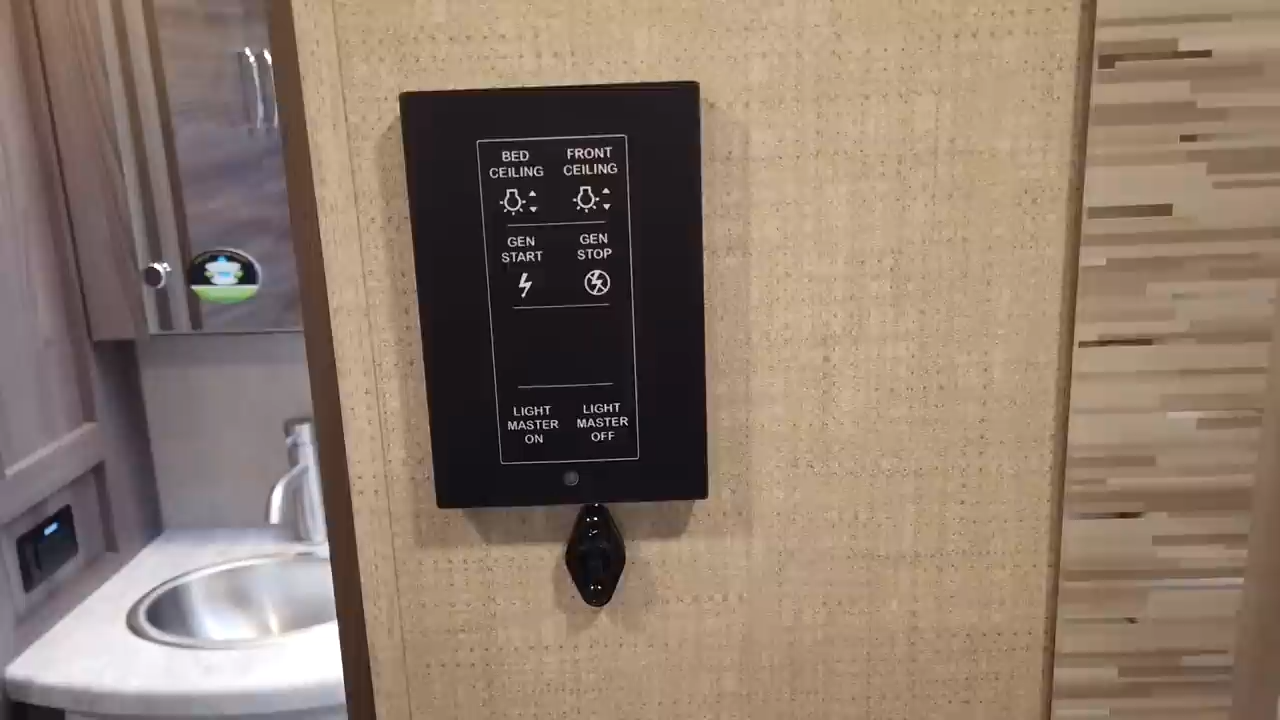 BED
CEILING
FRONT
CEILING
GEN
START
GEN
STOP
LIGHT
MASTER
ON
LIGHT
MASTER
OFF